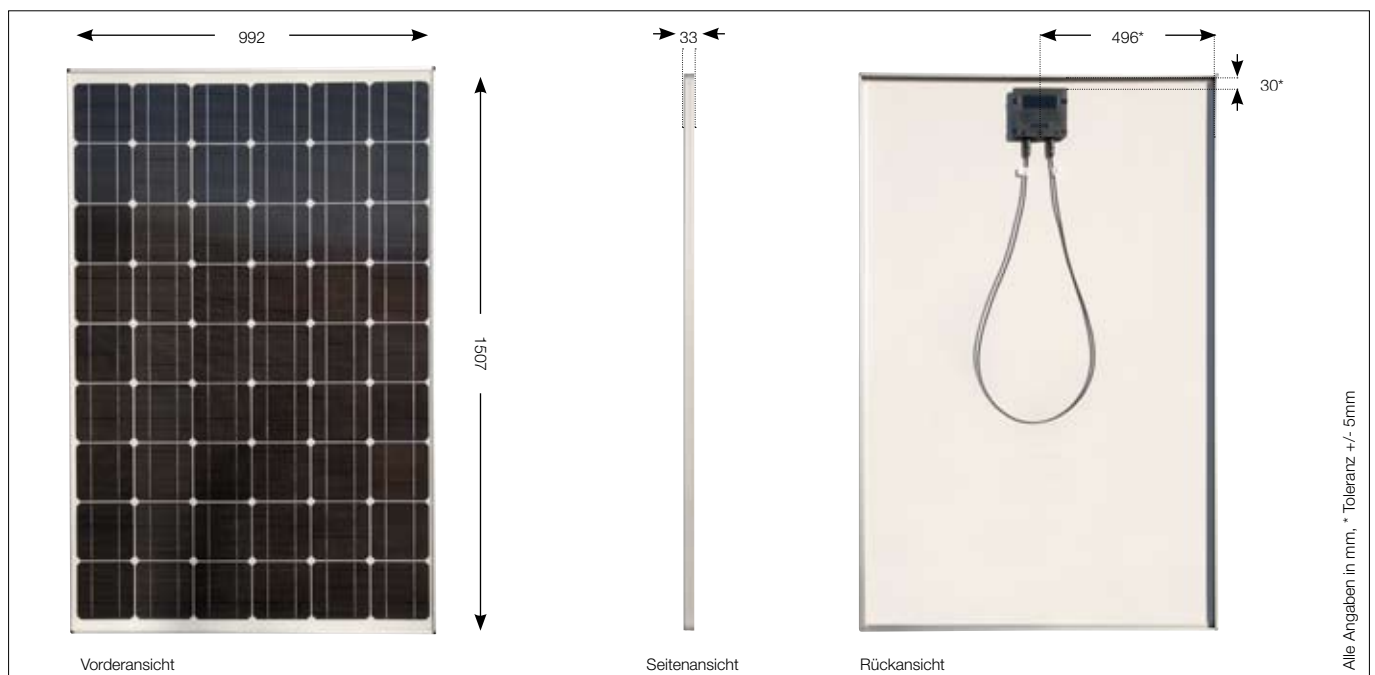 992
33
496*
30*
1507
Vorderansicht
Seitenansicht
Rückansicht
Alle Angaben in mm, * Toleranz +/- 5mm